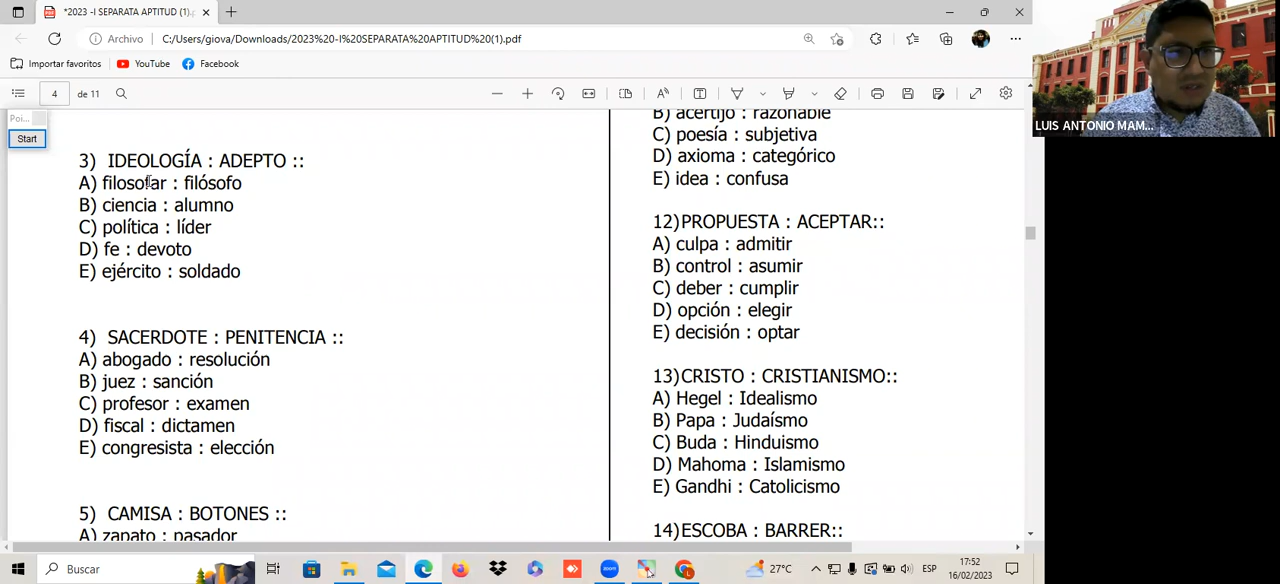 *2023 -I SEPARATA APTITUD (1).
Archivo
C:/Users/giova/Downloads/2023%20-I%20SEPARATA%20APTITUD%20(1).pdf
Importar favoritos
YouTube
Facebook
4
de 11
Poi...
Start
3) IDEOLOGÍA : ADEPTO ::
A) filosofar : filósofo
B) ciencia : alumno
C) política : líder
D) fe : devoto
E) ejército : soldado
4) SACERDOTE : PENITENCIA ::
A) abogado : resolución
B) juez : sanción
C) profesor : examen
D) fiscal : dictamen
E) congresista : elección
5) CAMISA : BOTONES ::
A) zapato : pasador
B) acertijo : razonable
C) poesía : subjetiva
D) axioma : categórico
E) idea : confusa
12)PROPUESTA : ACEPTAR::
A) culpa : admitir
B) control : asumir
C) deber : cumplir
D) opción : elegir
E) decisión : optar
13)CRISTO : CRISTIANISMO::
A) Hegel : Idealismo
B) Papa : Judaísmo
C) Buda : Hinduismo
D) Mahoma : Islamismo
E) Gandhi : Catolicismo
14)ESCOBA : BARRER::
LUIS ANTONIO MAM...
Buscar
zoom
27°C
ESP
17:52
16/02/2023